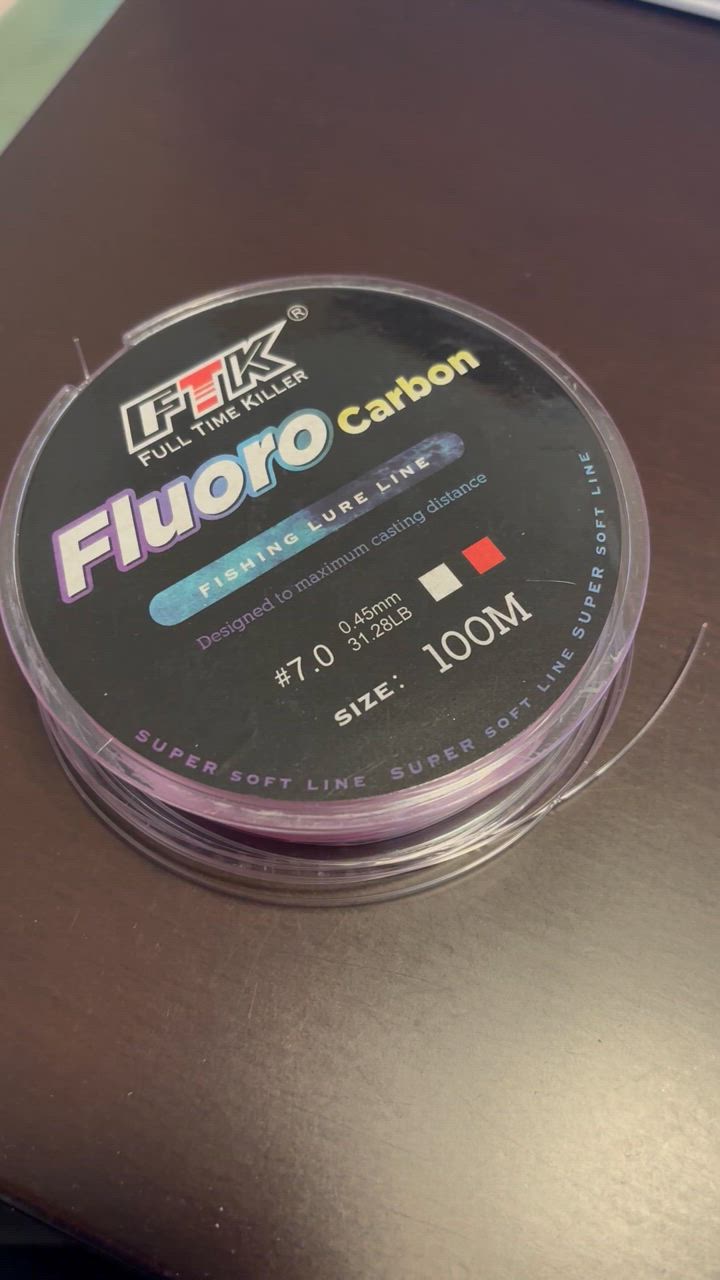 FTK®
FULL TIME KILLER
Fluoro Carbon
FISHING LURE LINE
Designed to maximum casting distance
#7.0
0.45mm
31.28LB
SIZE: 100M
SUPER SOFT LINE SUPER SOFT LINE SUPER SOFT LINE